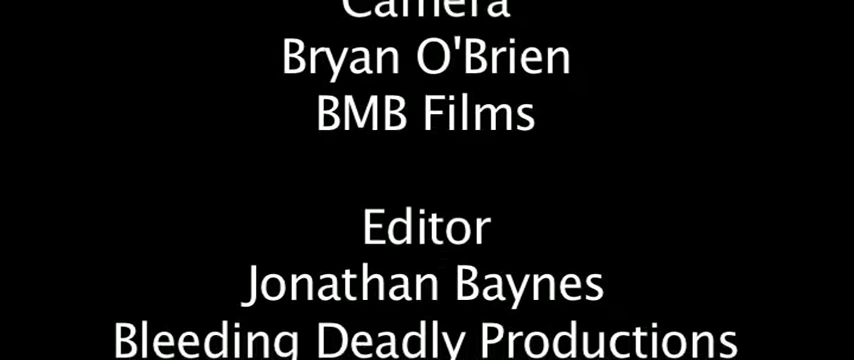 Camera
Bryan O'Brien
BMB Films
Editor
Jonathan Baynes
Bleeding Deadly Productions